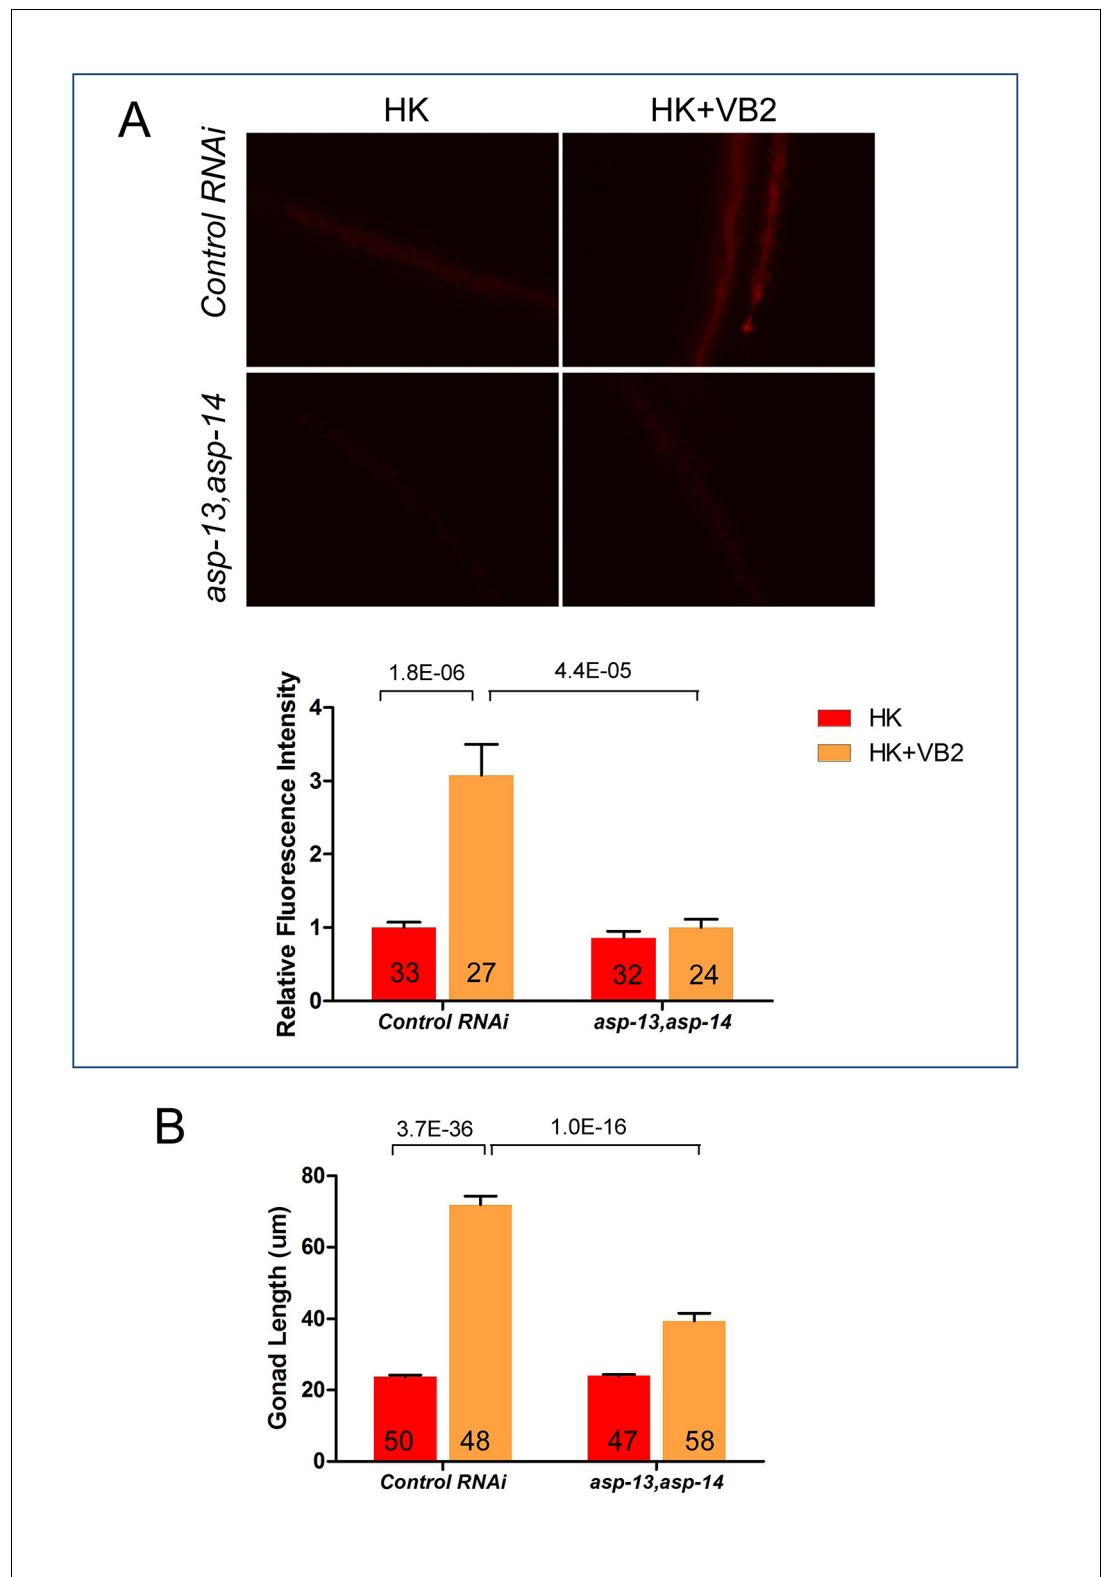 A
HK
HK+VB2
Control RNAi
asp-13,asp-14
1.8E-06
4.4E-05
Relative Fluorescence Intensity
4
3
2
1
0
33
27
32
24
Control RNAi
asp-13,asp-14
HK
HK+VB2
B
3.7E-36
1.0E-16
Gonad Length (um)
80
60
40
20
0
50
48
47
58
Control RNAi
asp-13,asp-14